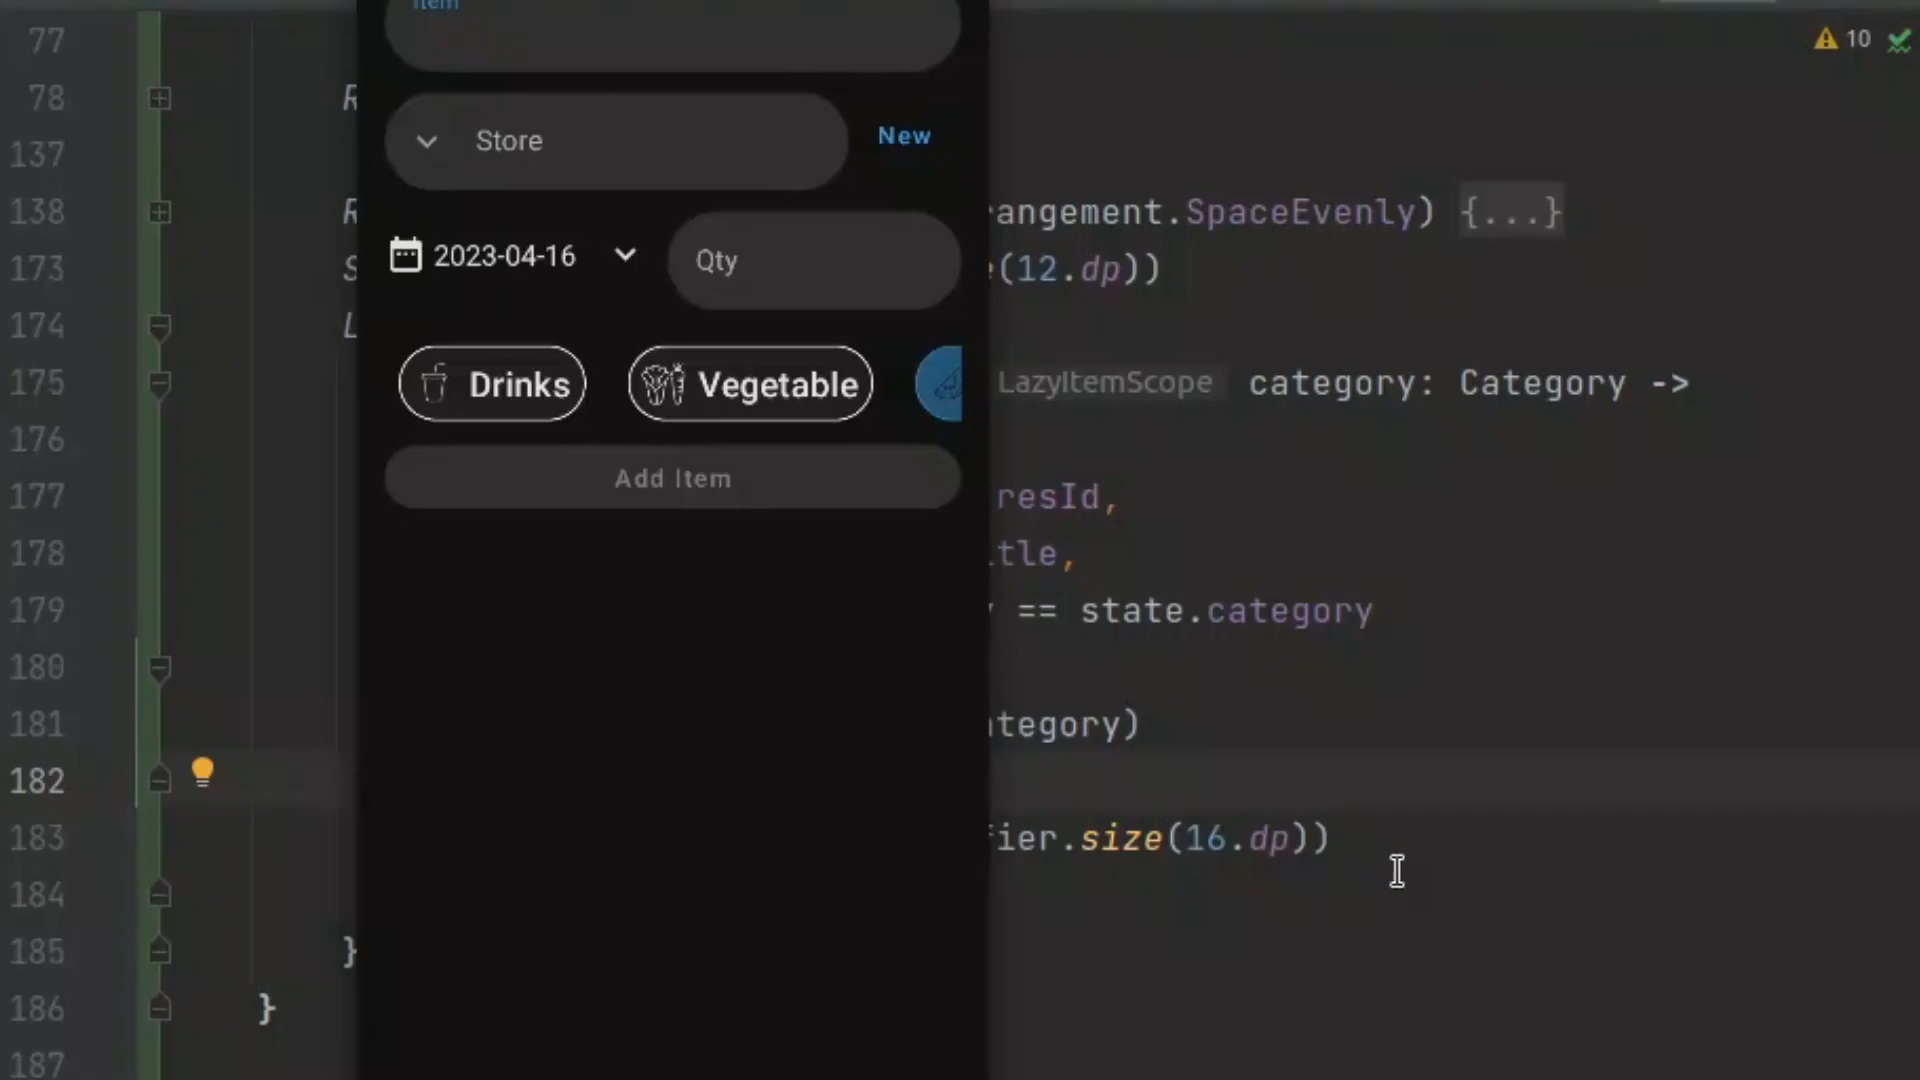 77
Item
10
78
R
Store
New
137
138
R
angement.SpaceEvenly) {...}
2023-04-16
Qty
173
S
(12.dp))
174
L
175
Drinks
Vegetable
LazyItemScope category: Category ->
176
Add Item
177
resId,
178
tle,
179
== state.category
180
181
tegory)
182
183
ier.size(16.dp))
184
185
}
186
}
187